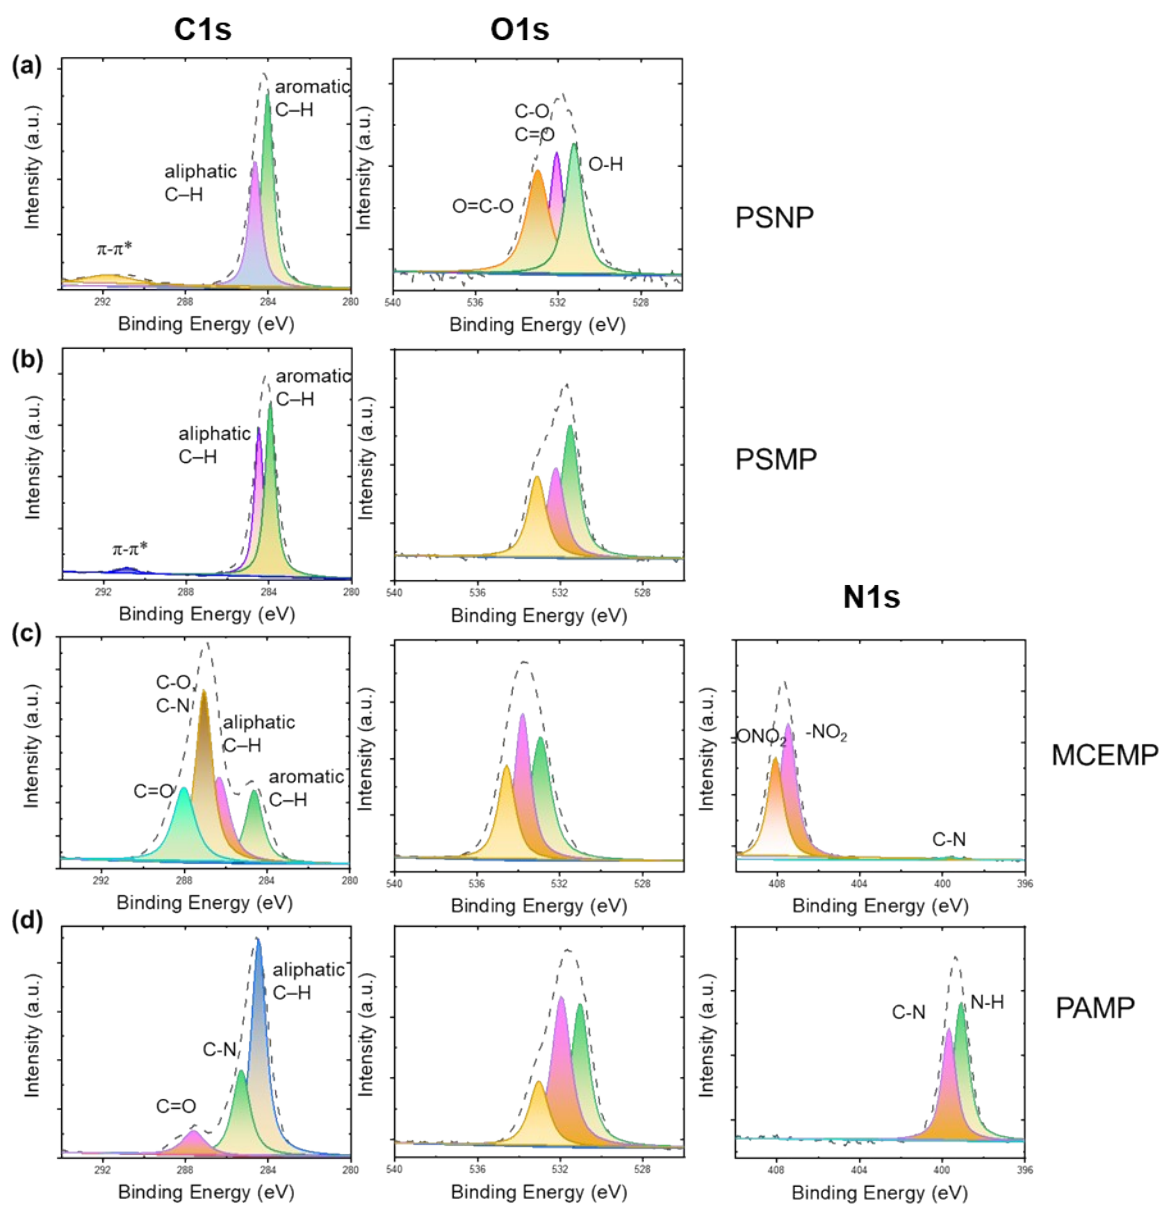 C1s
O1s
(a)
Intensity (a.u.)
aromatic
C–H
aliphatic
C–H
π-π*
292
288
284
280
Binding Energy (eV)
Intensity (a.u.)
C-O
C=O
O-H
O=C-O
540
536
532
528
Binding Energy (eV)
PSNP
(b)
Intensity (a.u.)
aromatic
C–H
aliphatic
C–H
π-π*
292
288
284
280
Binding Energy (eV)
Intensity (a.u.)
540
536
532
528
Binding Energy (eV)
PSMP
N1s
(c)
Intensity (a.u.)
C-O,
C-N
aliphatic
C–H
aromatic
C–H
C=O
292
288
284
280
Binding Energy (eV)
Intensity (a.u.)
540
536
532
528
Binding Energy (eV)
Intensity (a.u.)
ONO2
-NO2
C-N
408
404
400
396
Binding Energy (eV)
MCEMP
(d)
Intensity (a.u.)
aliphatic
C–H
C-N
C=O
292
288
284
280
Binding Energy (eV)
Intensity (a.u.)
540
536
532
528
Binding Energy (eV)
Intensity (a.u.)
C-N
N-H
408
404
400
396
Binding Energy (eV)
PAMP